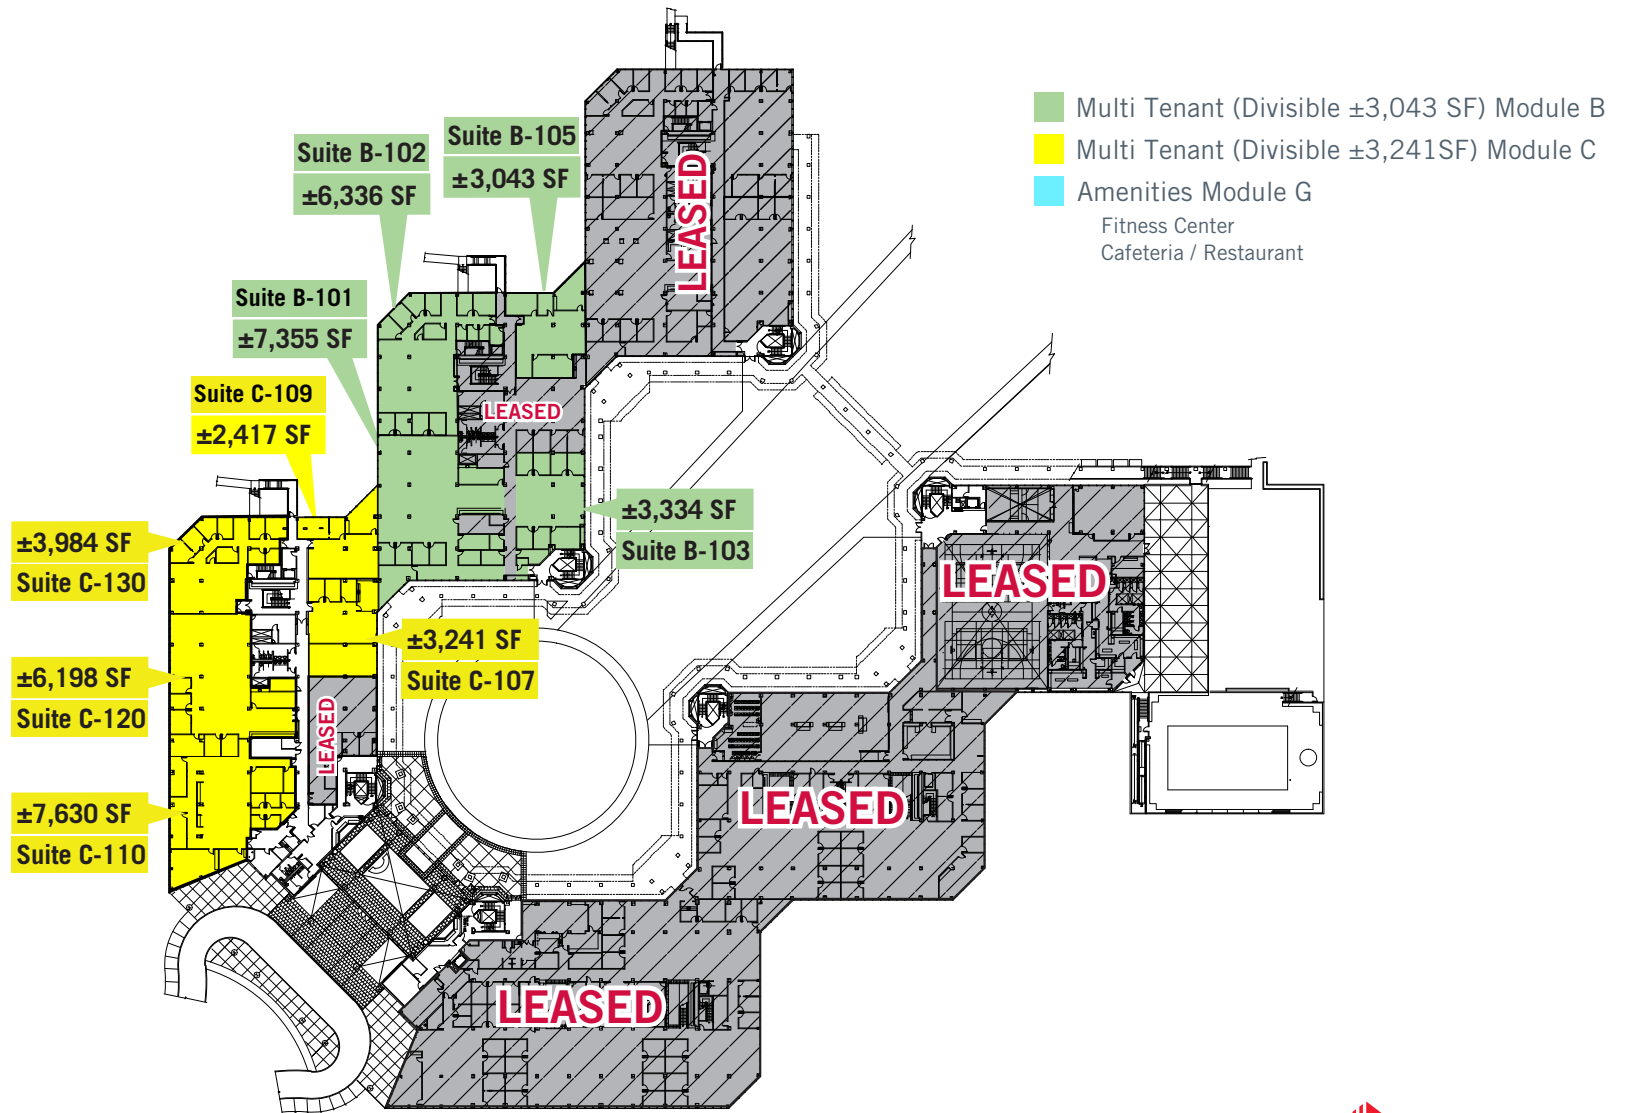 Multi Tenant (Divisible ±3,043 SF) Module B
Multi Tenant (Divisible ±3,241SF) Module C
Amenities Module G
Fitness Center
Cafeteria / Restaurant
LEASED
Suite B-105
±3,043 SF
Suite B-102
±6,336 SF
Suite B-101
±7,355 SF
LEASED
Suite C-109
±2,417 SF
±3,334 SF
Suite B-103
±3,984 SF
Suite C-130
LEASED
±3,241 SF
Suite C-107
±6,198 SF
Suite C-120
LEASED
±7,630 SF
Suite C-110
LEASED
LEASED